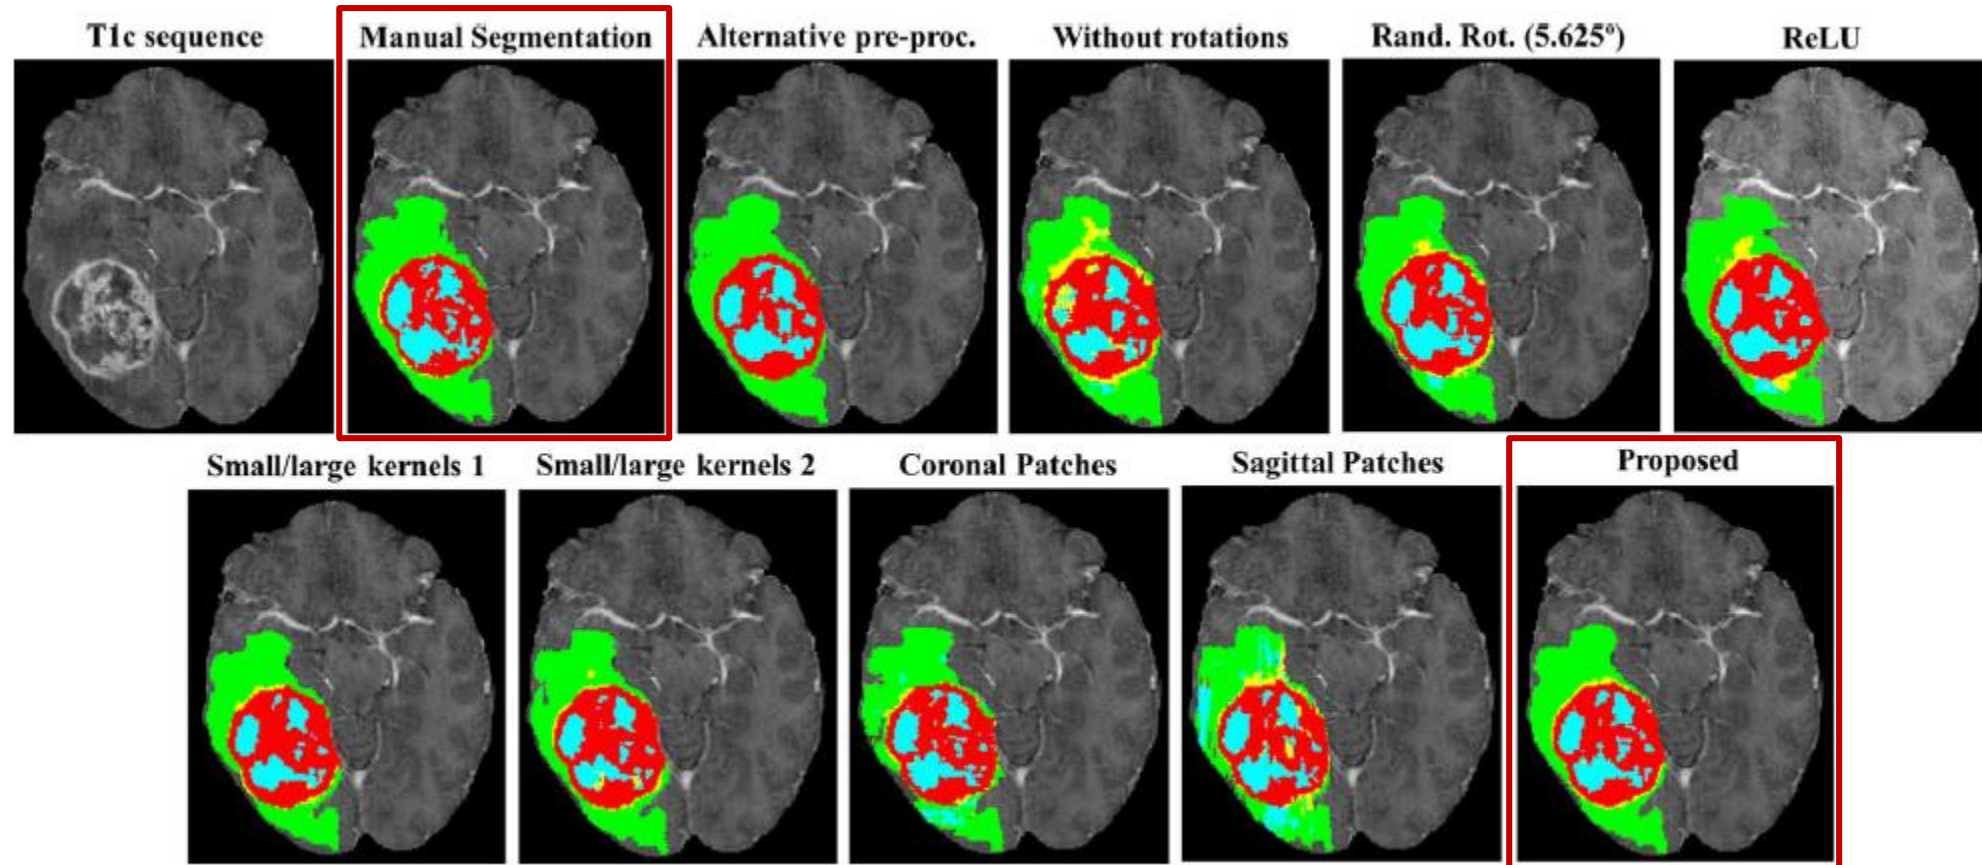 T1c sequence
Manual Segmentation
Alternative pre-proc.
Without rotations
Rand. Rot. (5.625º)
ReLU
Small/large kernels 1
Small/large kernels 2
Coronal Patches
Sagittal Patches
Proposed